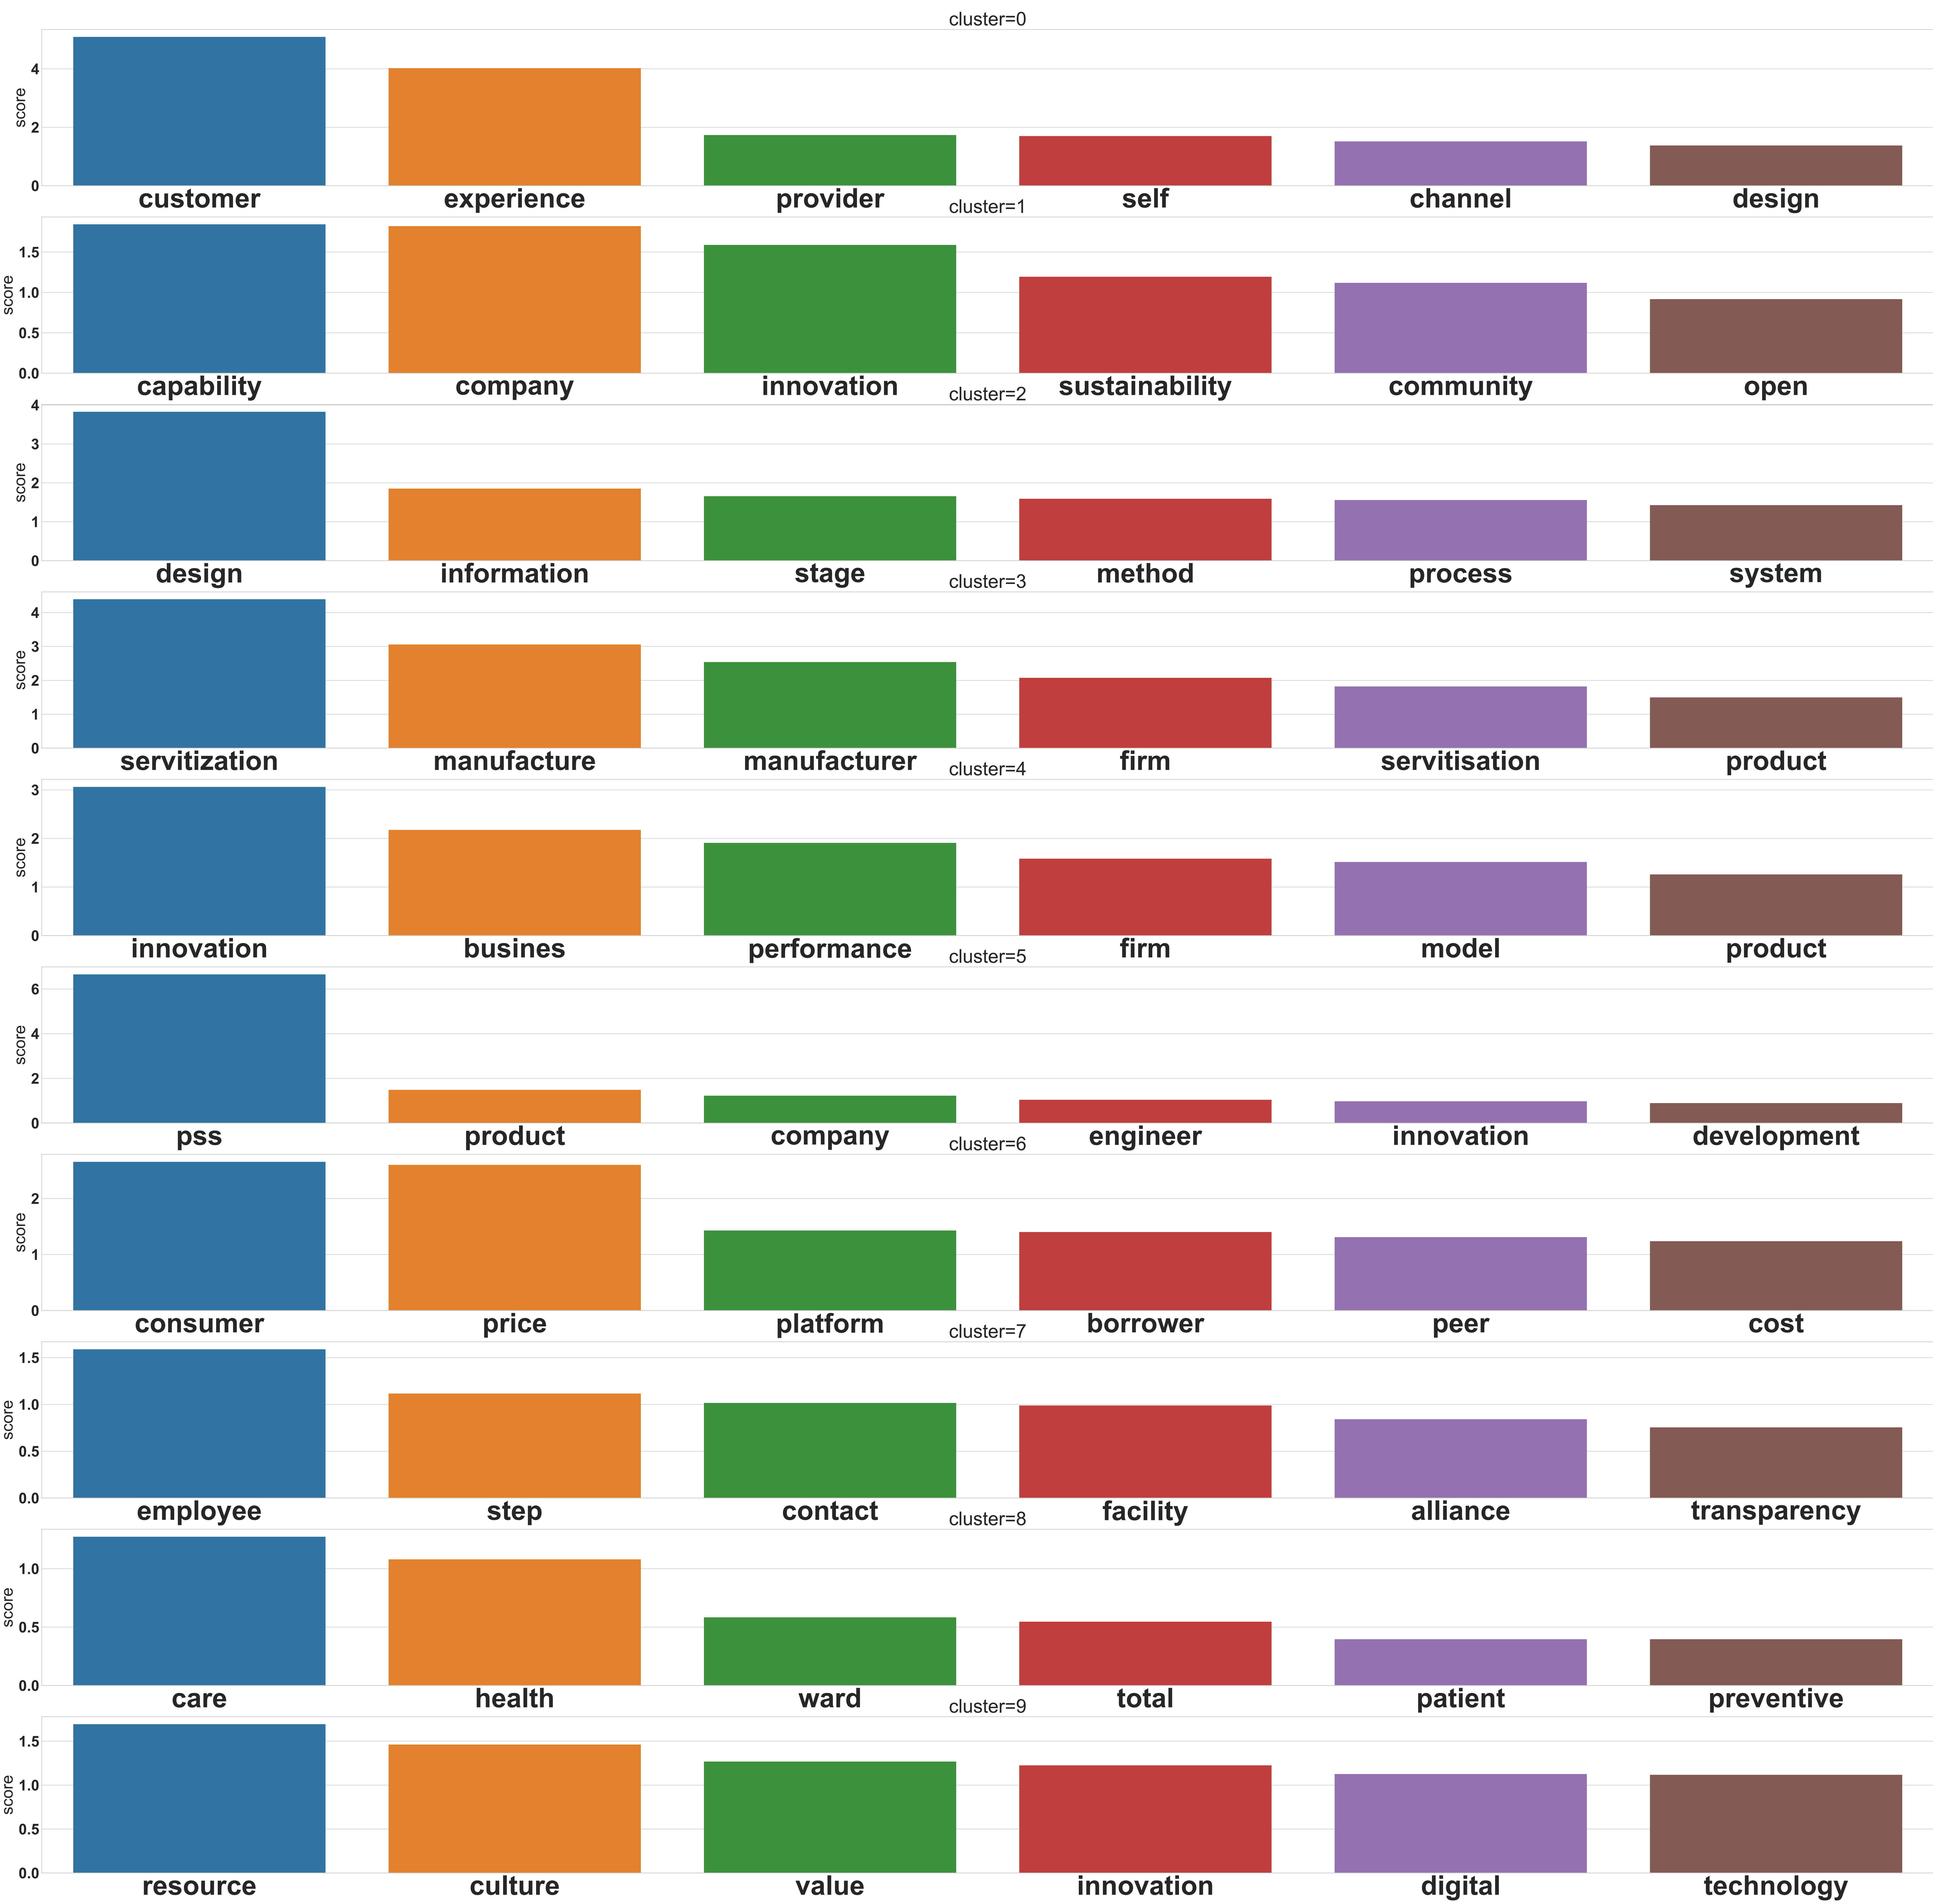 cluster=0
score
4
2
0
customer experience provider self channel design
cluster=1
score
1.5
1.0
0.5
0.0
capability company innovation sustainability community open
cluster=2
score
4
3
2
1
0
design information stage method process system
cluster=3
score
4
3
2
1
0
servitization manufacture manufacturer firm servitisation product
cluster=4
score
3
2
1
0
innovation busines performance firm model product
cluster=5
score
6
4
2
0
pss product company engineer innovation development
cluster=6
score
2
1
0
consumer price platform borrower peer cost
cluster=7
score
1.5
1.0
0.5
0.0
employee step contact facility alliance transparency
cluster=8
score
1.0
0.5
0.0
care health ward total patient preventive
cluster=9
score
1.5
1.0
0.5
0.0
resource culture value innovation digital technology